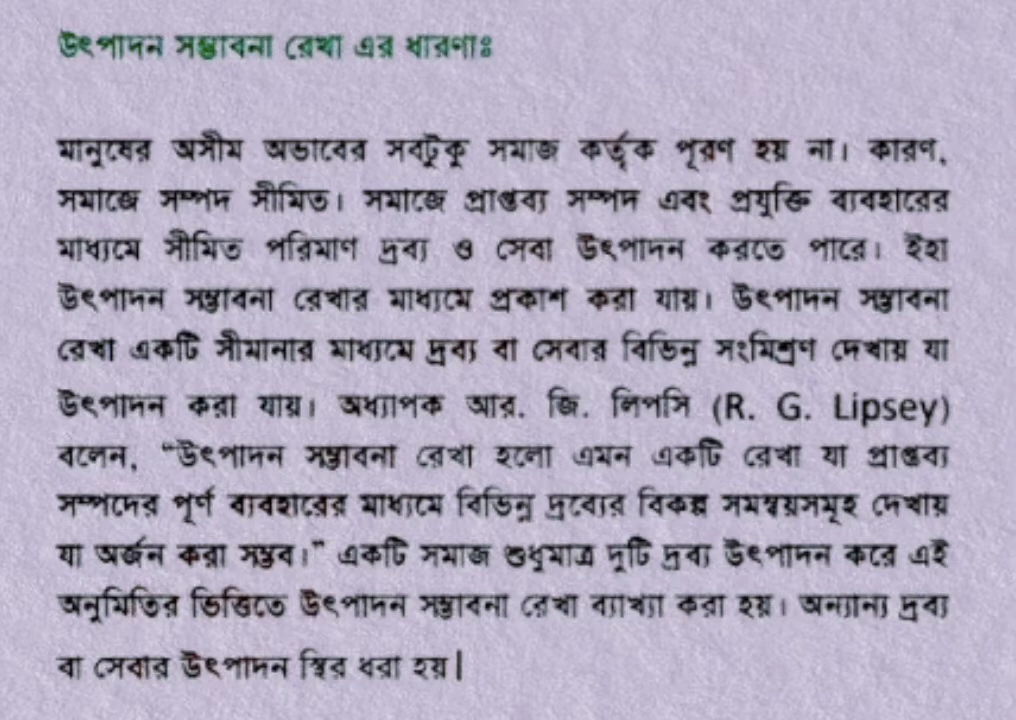 উৎপাদন সম্ভাবনা রেখা এর ধারণাঃ
মানুষের অসীম অভাবের সবটুকু সমাজ কর্তৃক পূরণ হয় না। কারণ,
সমাজে সম্পদ সীমিত। সমাজে প্রাপ্তব্য সম্পদ এবং প্রযুক্তি ব্যবহারের
মাধ্যমে সীমিত পরিমাণ দ্রব্য ও সেবা উৎপাদন করতে পারে। ইহা
উৎপাদন সম্ভাবনা রেখার মাধ্যমে প্রকাশ করা যায়। উৎপাদন সম্ভাবনা
রেখা একটি সীমানার মাধ্যমে দ্রব্য বা সেবার বিভিন্ন সংমিশ্রণ দেখায় যা
উৎপাদন করা যায়। অধ্যাপক আর. জি. লিপসি (R. G. Lipsey)
বলেন, “উৎপাদন সম্ভাবনা রেখা হলো এমন একটি রেখা যা প্রাপ্তব্য
সম্পদের পূর্ণ ব্যবহারের মাধ্যমে বিভিন্ন দ্রব্যের বিকল্প সমন্বয়সমূহ দেখায়
যা অর্জন করা সম্ভব।” একটি সমাজ শুধুমাত্র দুটি দ্রব্য উৎপাদন করে এই
অনুমিতির ভিত্তিতে উৎপাদন সম্ভাবনা রেখা ব্যাখ্যা করা হয়। অন্যান্য দ্রব্য
বা সেবার উৎপাদন স্থির ধরা হয়|